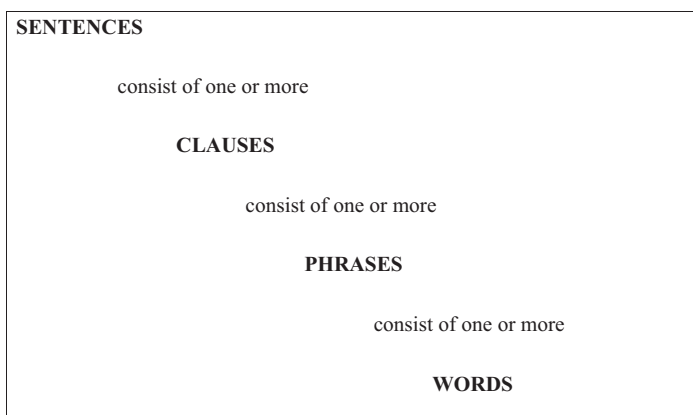 SENTENCES
consist of one or more
CLAUSES
consist of one or more
PHRASES
consist of one or more
WORDS